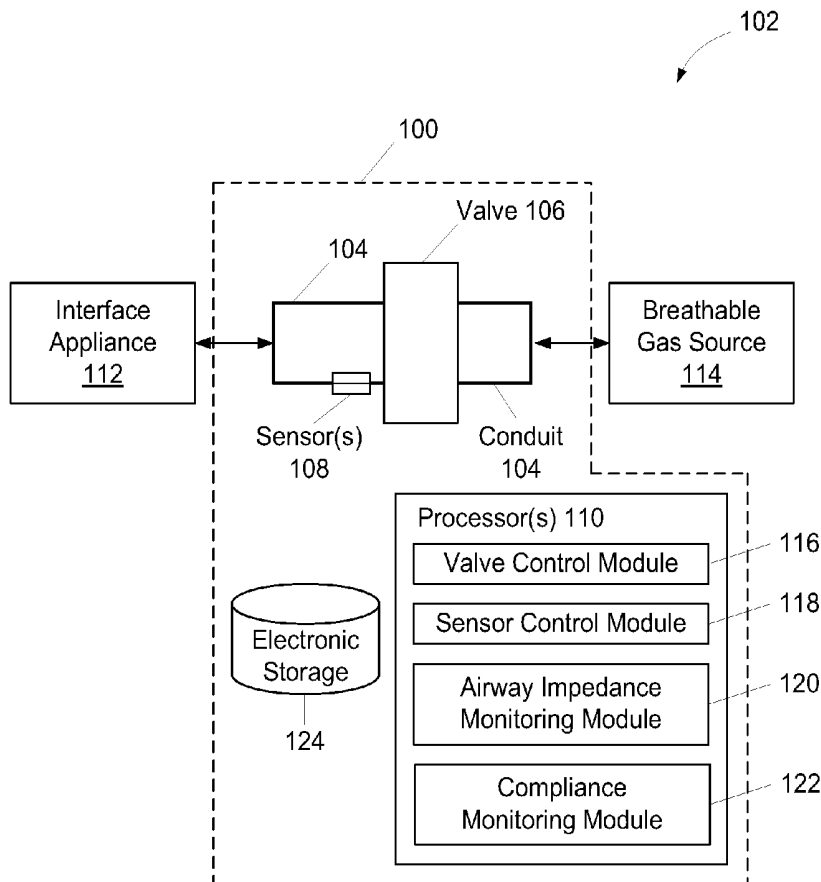 102
100
Valve 106
104
Interface
Appliance
112
Breathable
Gas Source
114
Sensor(s)
108
Conduit
104
Processor(s) 110
Valve Control Module
116
Sensor Control Module
118
Airway Impedance
Monitoring Module
120
Compliance
Monitoring Module
122
Electronic
Storage
124